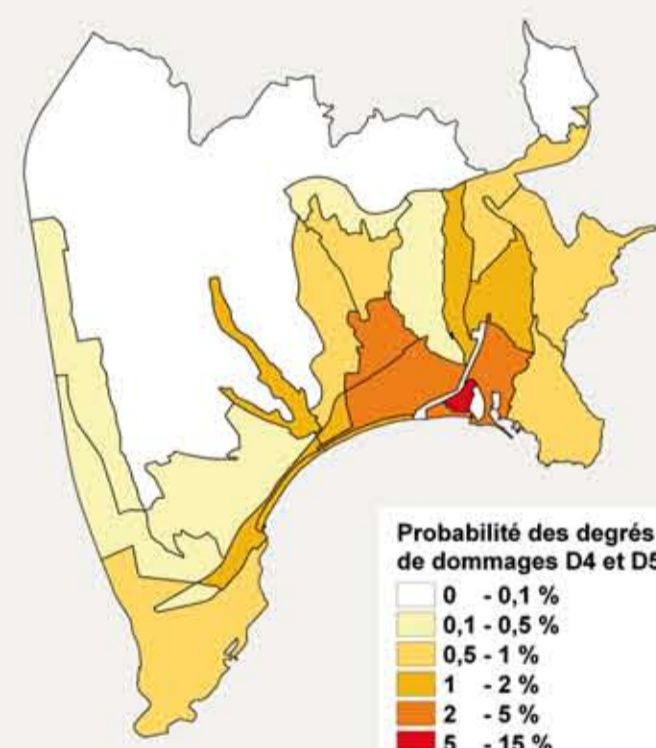 Probabilité des degrés
de dommages D4 et D5
0 - 0,1 %
0,1 - 0,5 %
0,5 - 1 %
1 - 2 %
2 - 5 %
5 - 15 %